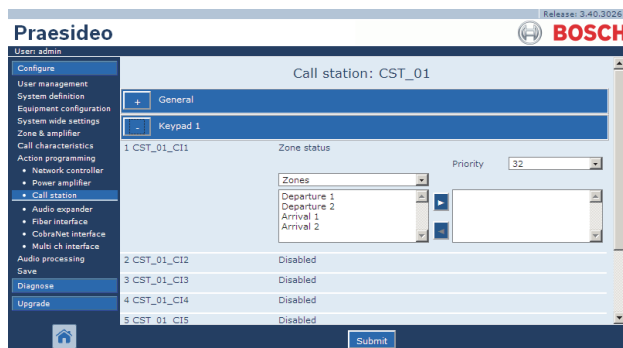 Release: 3.40.3026
Praesideo
BOSCH
User: admin
Configure
User management
System definition
Equipment configuration
System wide settings
Zone & amplifier
Call characteristics
Action programming
• Network controller
• Power amplifier
• Call station
• Audio expander
• Fiber interface
• CobraNet interface
• Multi ch interface
Audio processing
Save
Diagnose
Upgrade
Call station: CST_01
+ General
- Keypad 1
1 CST_01_CI1 Zone status
Priority 32
Zones
Departure 1
Departure 2
Arrival 1
Arrival 2
2 CST_01_CI2 Disabled
3 CST_01_CI3 Disabled
4 CST_01_CI4 Disabled
5 CST_01_CI5 Disabled
Submit